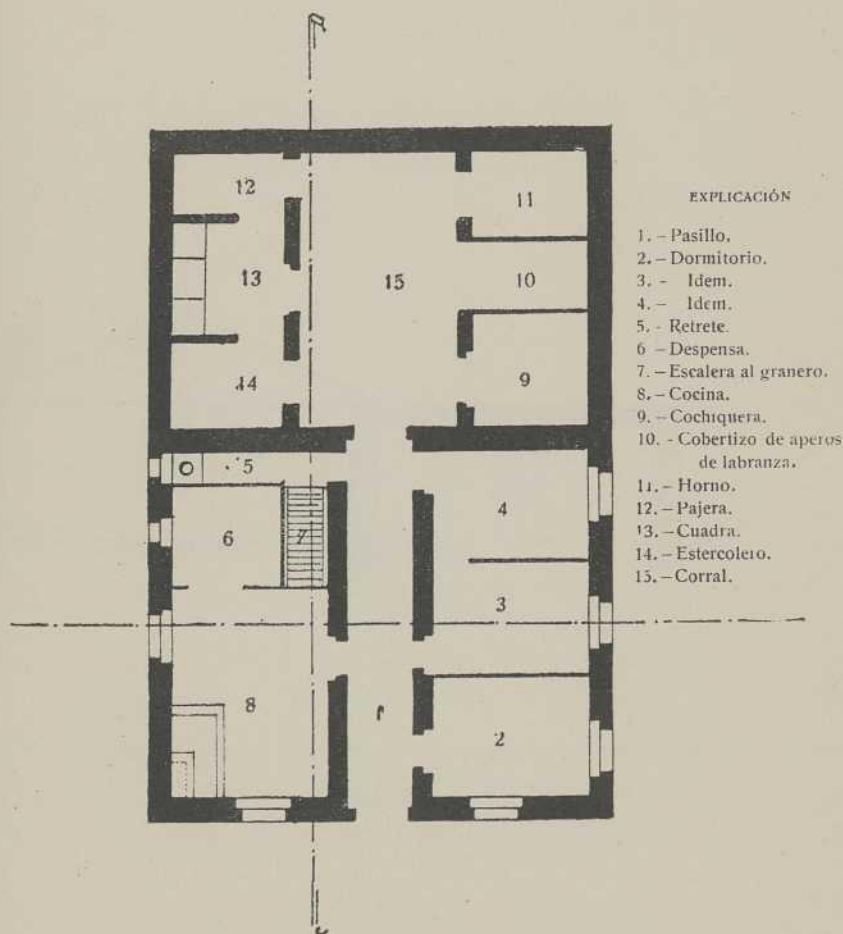 12
11
13
15
10
14
9
5
4
6
7
3
8
1
2
EXPLICACIÓN
1. – Pasillo.
2. – Dormitorio.
3. - Idem.
4. – Idem.
5. - Retrete.
6 – Despensa.
7. – Escalera al granero.
8. – Cocina.
9. – Cochiquera.
10. - Cobertizo de aperos
de labranza.
11. – Horno.
12. – Pajera.
13. – Cuadra.
14. – Estercolero.
15. – Corral.